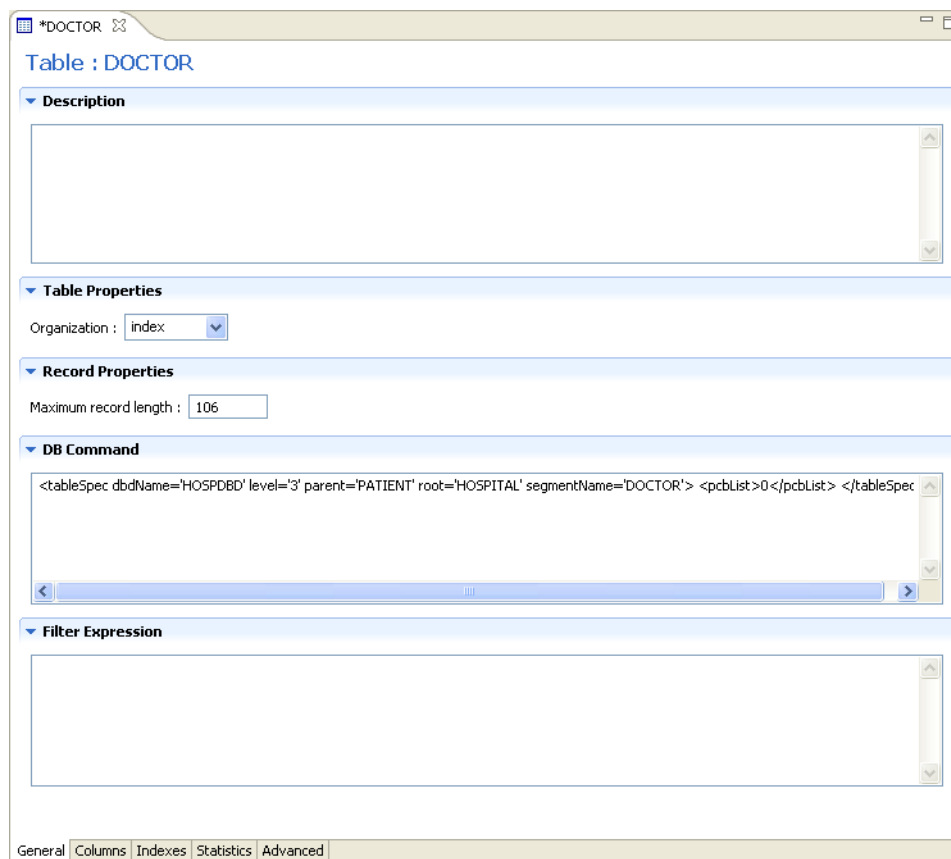 *DOCTOR
Table : DOCTOR
Description
Table Properties
Organization : index
Record Properties
Maximum record length : 106
DB Command
<tableSpec dbdName='HOSPDBD' level='3' parent='PATIENT' root='HOSPITAL' segmentName='DOCTOR'> <pcbList>0</pcbList> </tableSpec
Filter Expression
General Columns Indexes Statistics Advanced